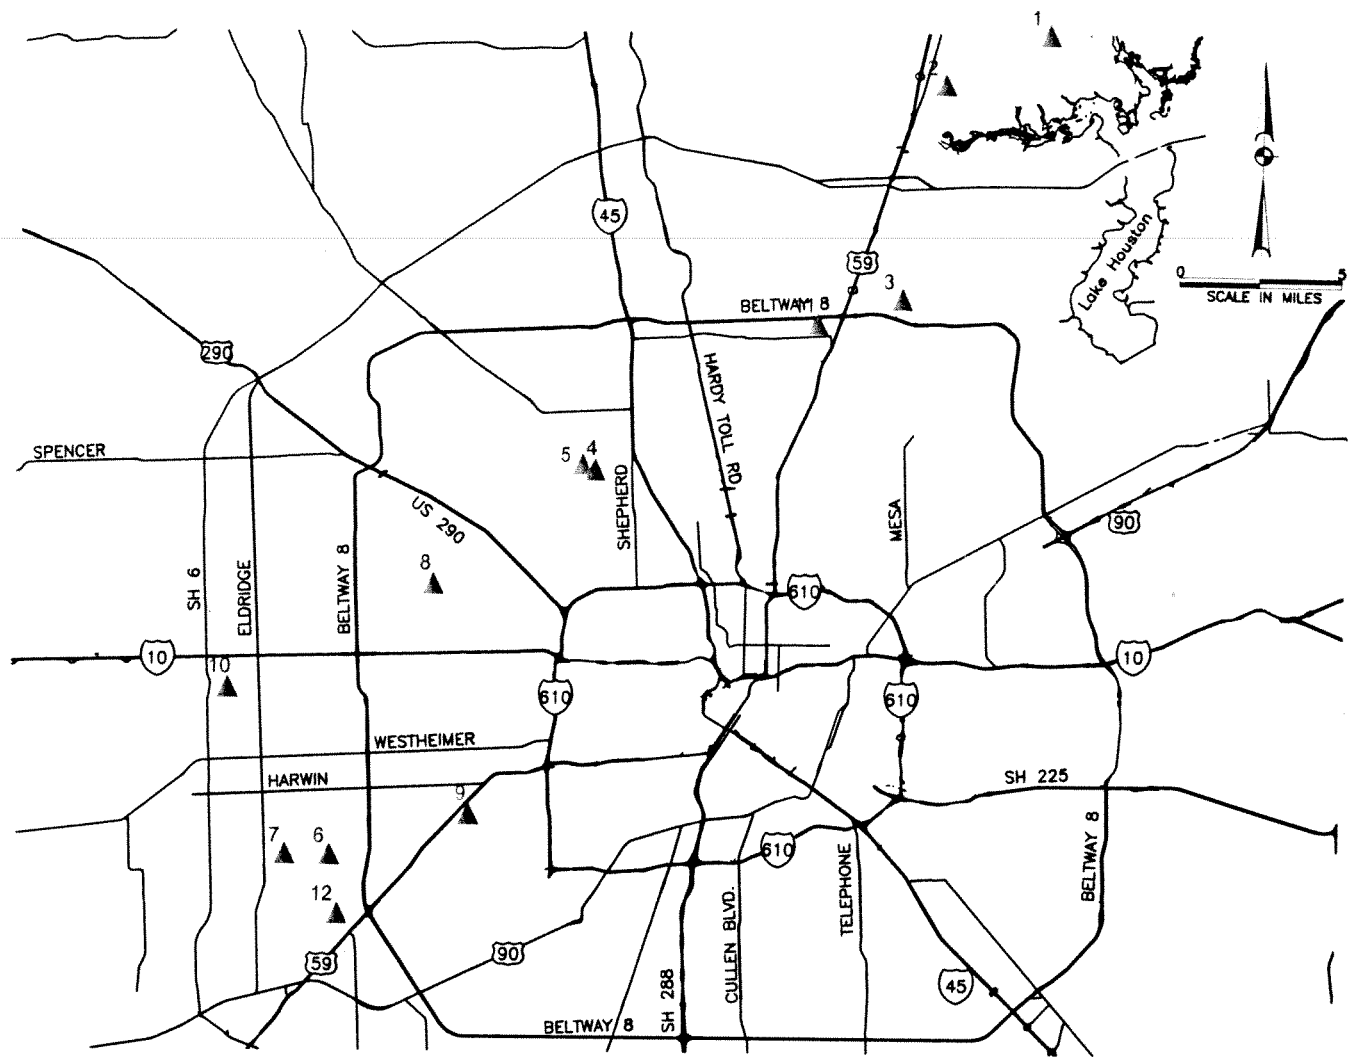 1
2
45
59
3
Lake Houston
0 5
SCALE IN MILES
BELTWAY 8
11
290
HARDY TOLL RD
SPENCER
5 4
SHEPHERD
US 290
MESA
90
8
SH 6
ELDRIDGE
BELTWAY 8
610
10
10
10
610
610
WESTHEIMER
HARWIN
SH 225
9
7 6
610
TELEPHONE
BELTWAY 8
12
CULLEN BLVD.
59
90
SH 288
45
BELTWAY 8